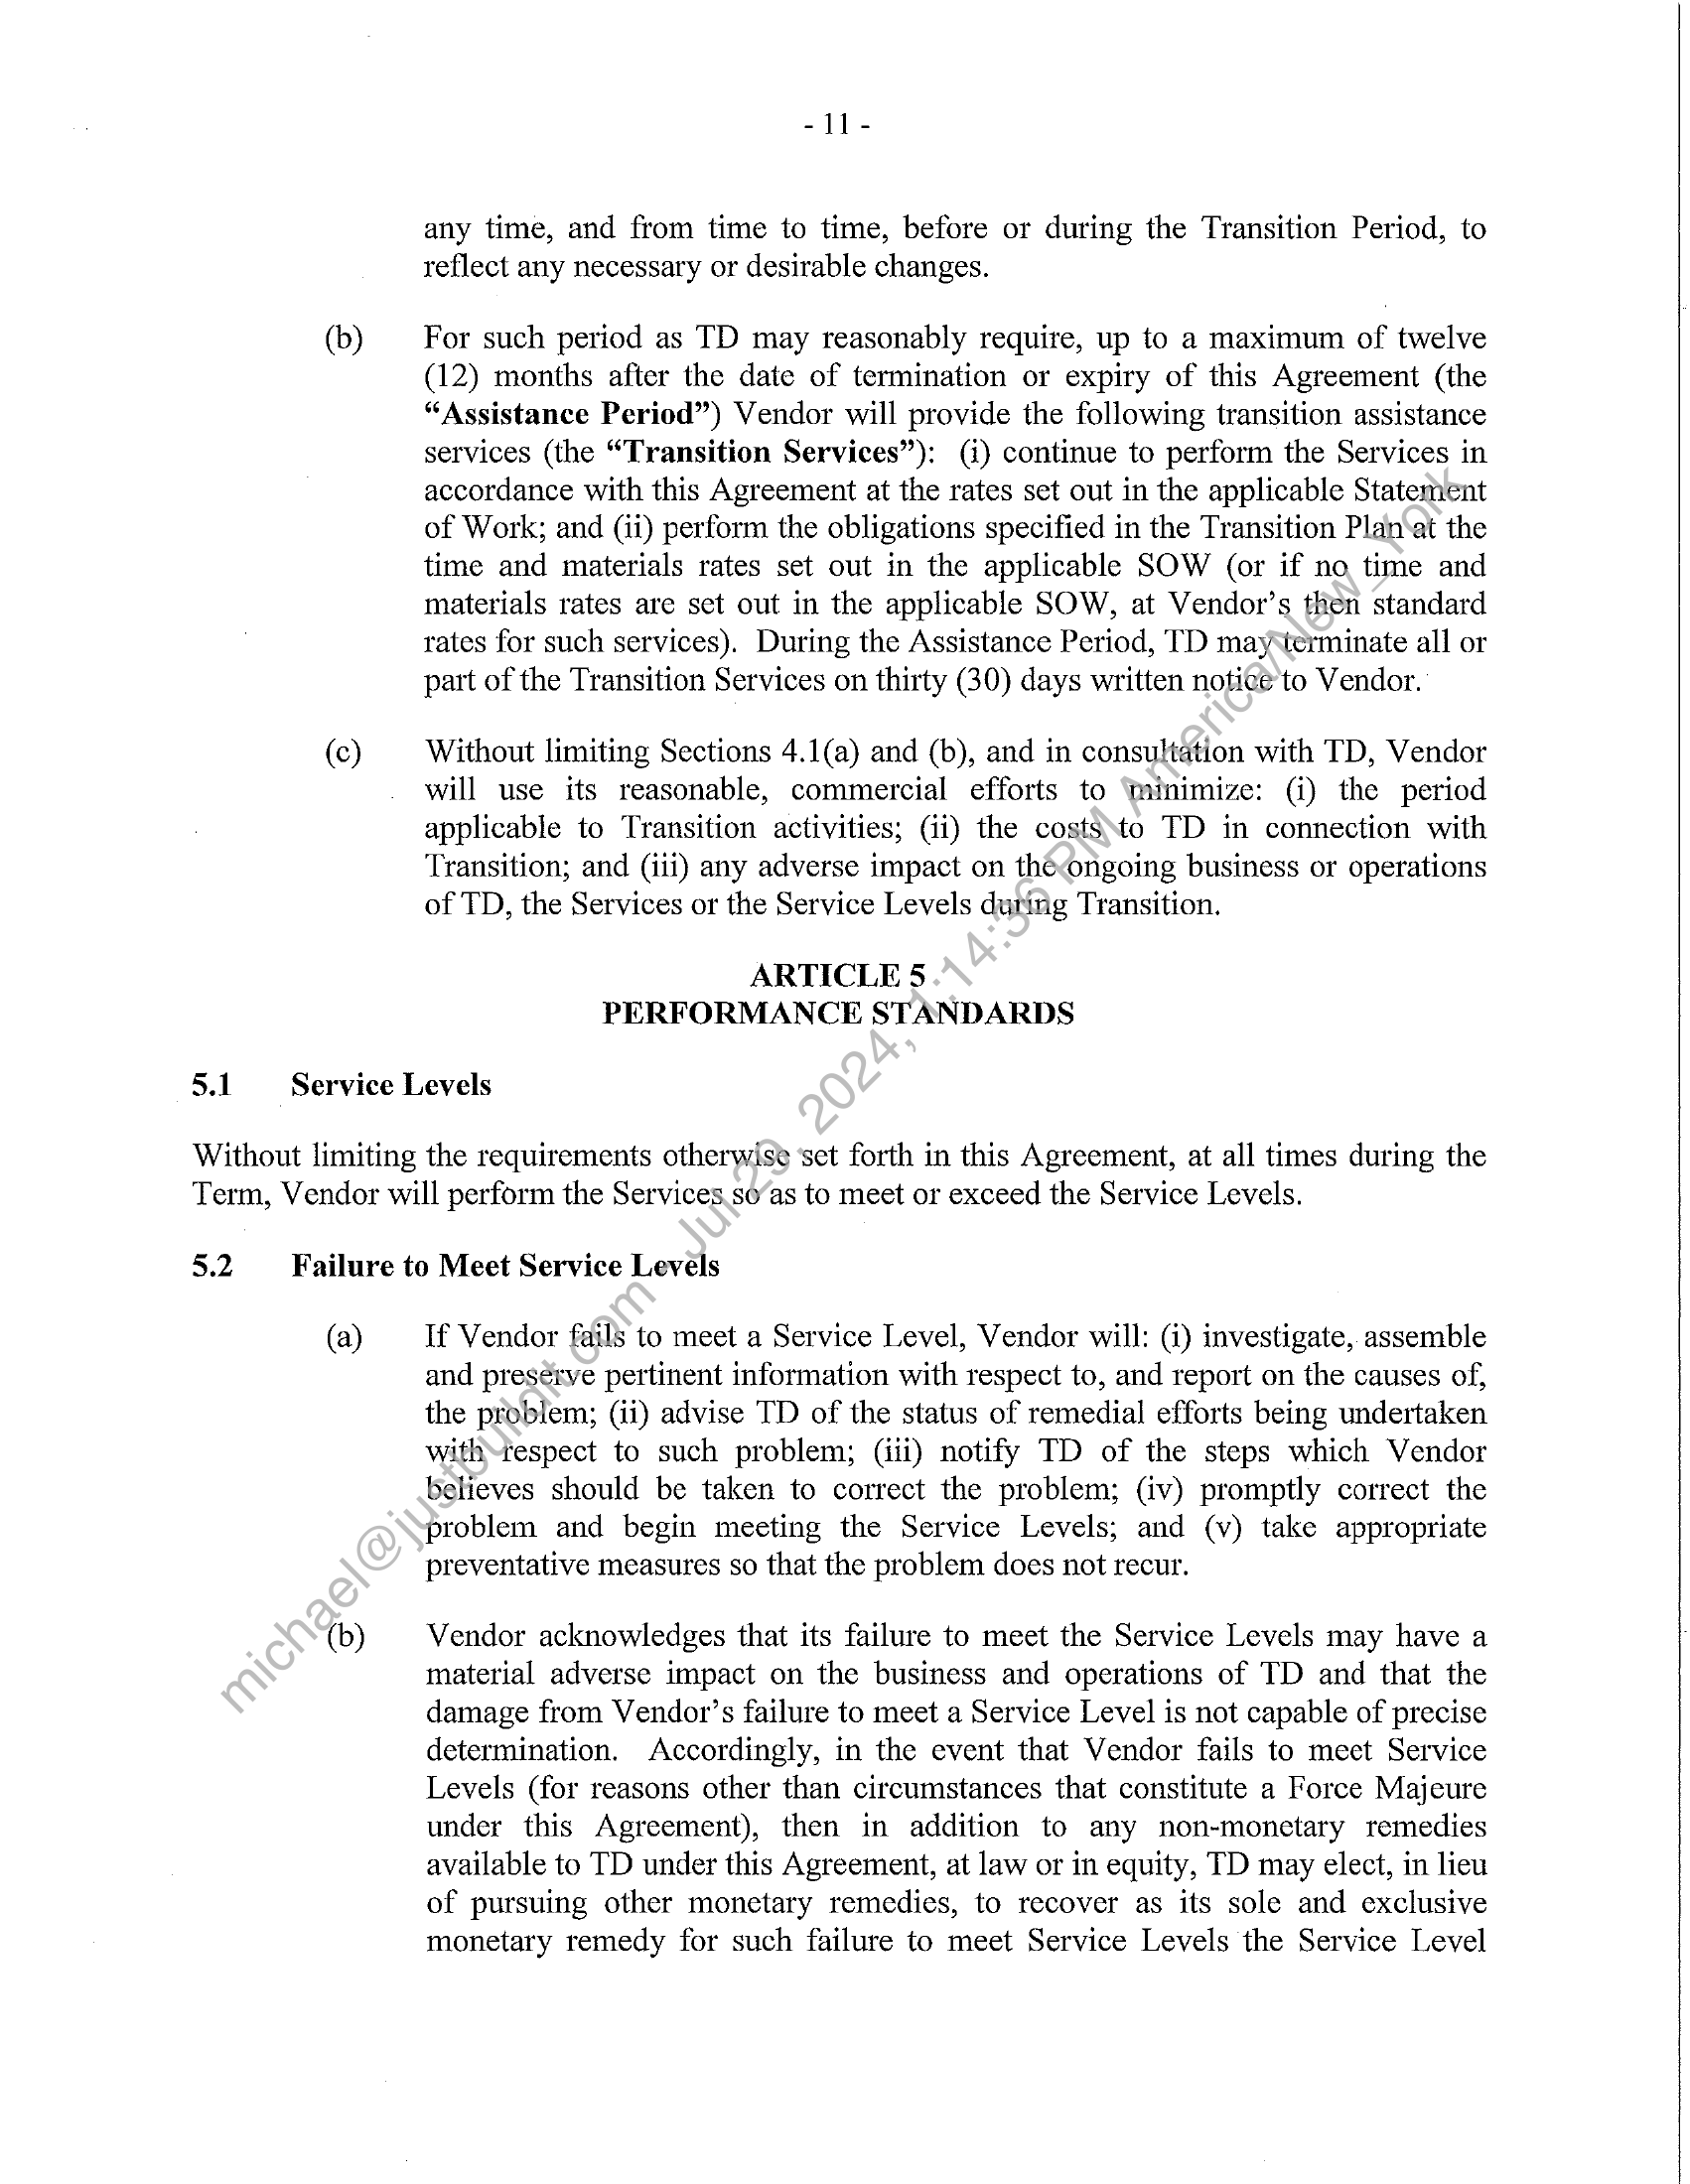 - 11 -
any time, and from time to time, before or during the Transition Period, to
reflect any necessary or desirable changes.
(b) For such period as TD may reasonably require, up to a maximum of twelve
(12) months after the date of termination or expiry of this Agreement (the
“Assistance Period”) Vendor will provide the following transition assistance
services (the “Transition Services”): (i) continue to perform the Services in
accordance with this Agreement at the rates set out in the applicable Statement
of Work; and (ii) perform the obligations specified in the Transition Plan at the
time and materials rates set out in the applicable SOW (or if no time and
materials rates are set out in the applicable SOW, at Vendor’s then standard
rates for such services). During the Assistance Period, TD may terminate all or
part of the Transition Services on thirty (30) days written notice to Vendor.
(c) Without limiting Sections 4.1(a) and (b), and in consultation with TD, Vendor
will use its reasonable, commercial efforts to minimize: (i) the period
applicable to Transition activities; (ii) the costs to TD in connection with
Transition; and (iii) any adverse impact on the ongoing business or operations
of TD, the Services or the Service Levels during Transition.
ARTICLE 5
PERFORMANCE STANDARDS
5.1 Service Levels
Without limiting the requirements otherwise set forth in this Agreement, at all times during the
Term, Vendor will perform the Services so as to meet or exceed the Service Levels.
5.2 Failure to Meet Service Levels
(a) If Vendor fails to meet a Service Level, Vendor will: (i) investigate, assemble
and preserve pertinent information with respect to, and report on the causes of,
the problem; (ii) advise TD of the status of remedial efforts being undertaken
with respect to such problem; (iii) notify TD of the steps which Vendor
believes should be taken to correct the problem; (iv) promptly correct the
problem and begin meeting the Service Levels; and (v) take appropriate
preventative measures so that the problem does not recur.
(b) Vendor acknowledges that its failure to meet the Service Levels may have a
material adverse impact on the business and operations of TD and that the
damage from Vendor’s failure to meet a Service Level is not capable of precise
determination. Accordingly, in the event that Vendor fails to meet Service
Levels (for reasons other than circumstances that constitute a Force Majeure
under this Agreement), then in addition to any non-monetary remedies
available to TD under this Agreement, at law or in equity, TD may elect, in lieu
of pursuing other monetary remedies, to recover as its sole and exclusive
monetary remedy for such failure to meet Service Levels the Service Level
michael@justbuildit.com - Jul 29, 2024, 1:14:36 PM America/New_York